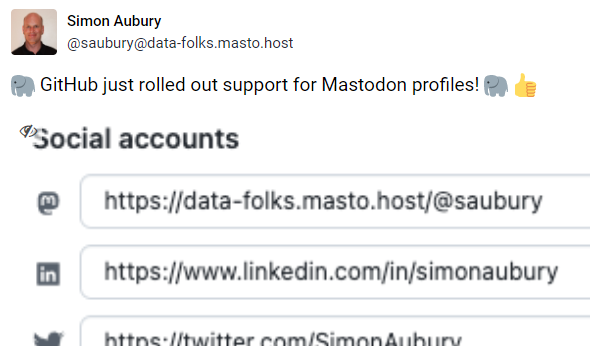 Simon Aubury
@saubury@data-folks.masto.host
🐘 GitHub just rolled out support for Mastodon profiles! 🐘 👍
Social accounts
https://data-folks.masto.host/@saubury
in https://www.linkedin.com/in/simonaubury
https://twitter.com/SimonAubury